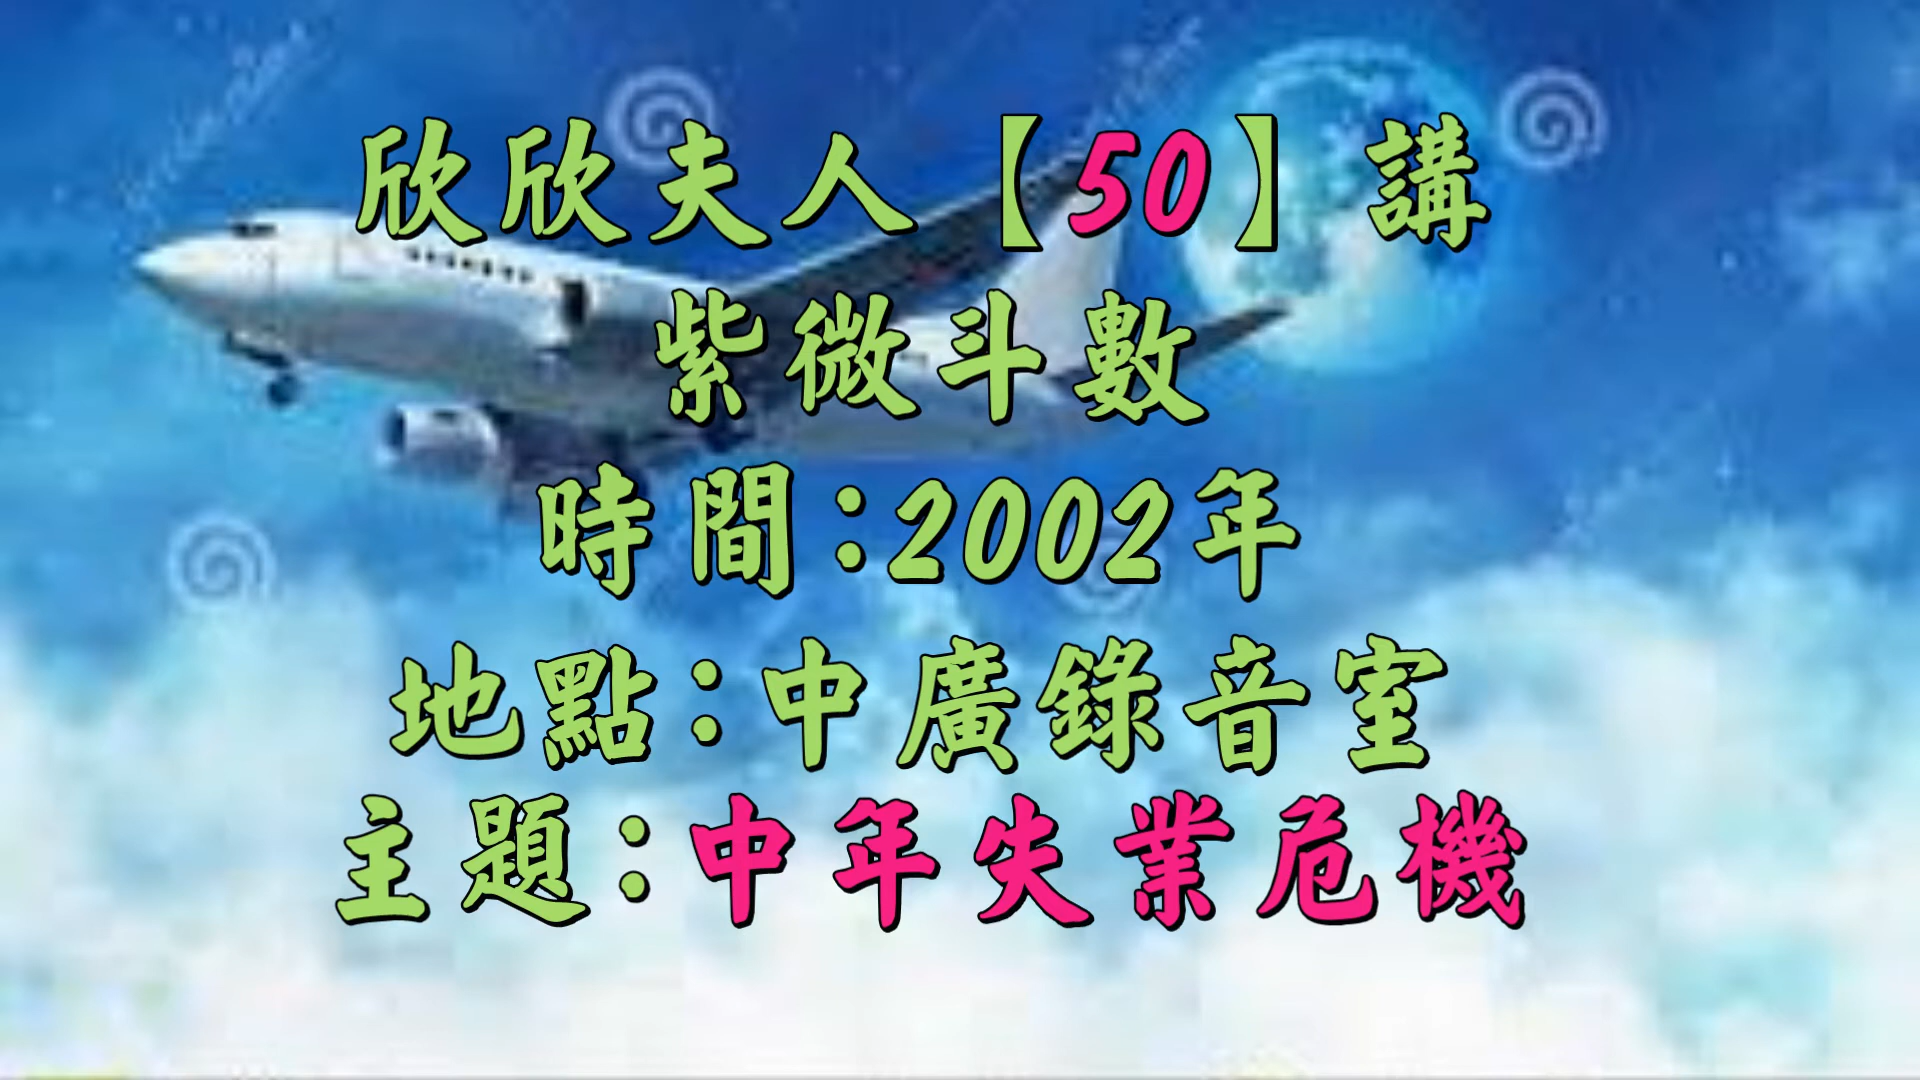 欣欣夫人【50】講
紫微斗數
時間:2002年
地點:中廣錄音室
主題:中年失業危機